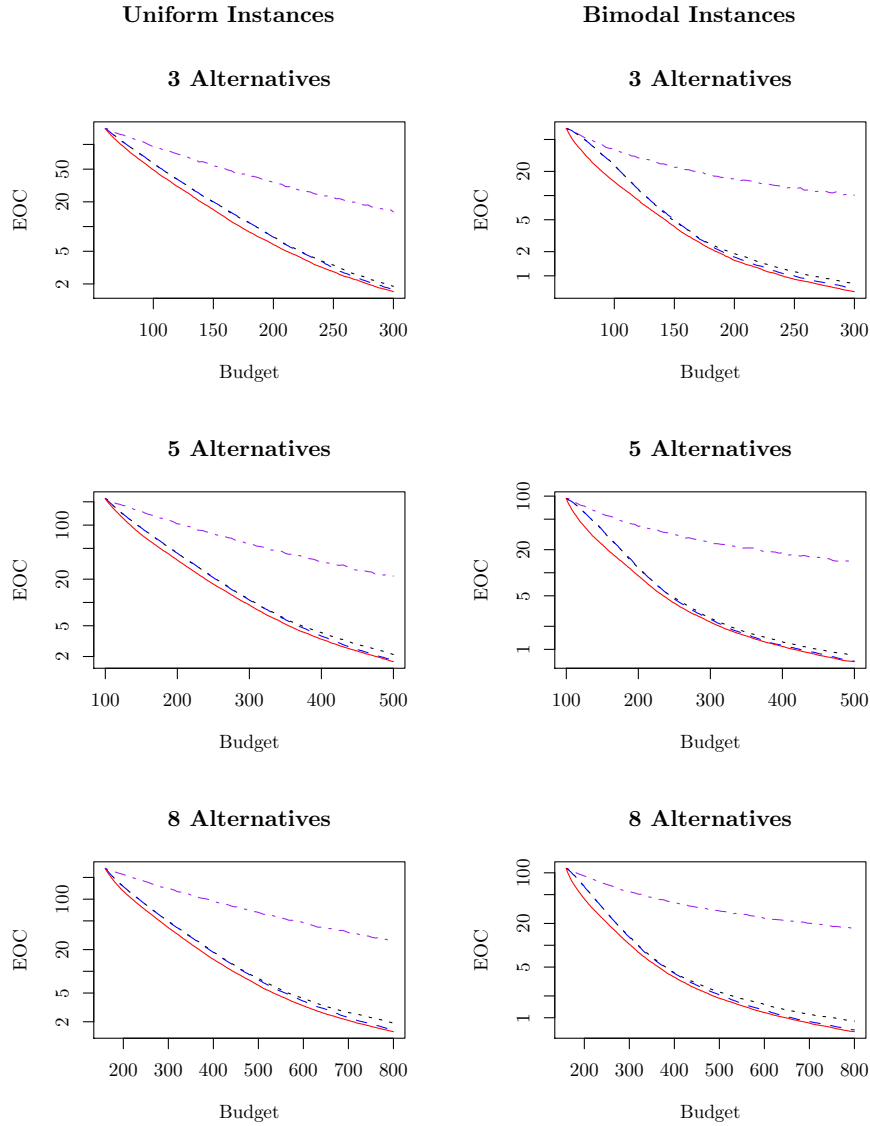 Uniform Instances
Bimodal Instances
3 Alternatives
EOC
50
20
5
2
100 150 200 250 300
Budget
3 Alternatives
EOC
20
5
2
1
100 150 200 250 300
Budget
5 Alternatives
EOC
100
20
5
2
100 200 300 400 500
Budget
5 Alternatives
EOC
100
20
5
1
100 200 300 400 500
Budget
8 Alternatives
EOC
100
20
5
2
200 300 400 500 600 700 800
Budget
8 Alternatives
EOC
100
20
5
1
200 300 400 500 600 700 800
Budget